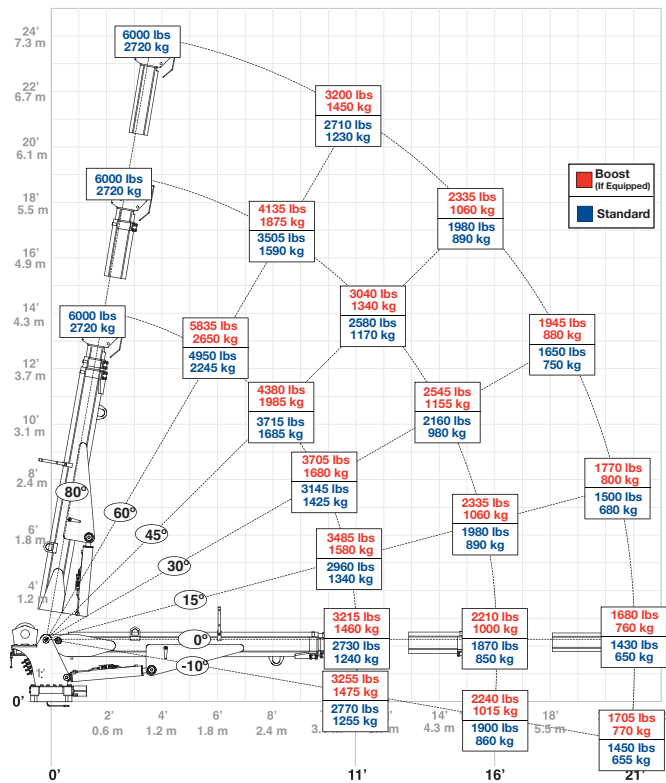 24’
7.3 m
6000 lbs
2720 kg
22’
6.7 m
3200 lbs
1450 kg
2710 lbs
1230 kg
20’
6.1 m
6000 lbs
2720 kg
Boost
(If Equipped)
Standard
18’
5.5 m
4135 lbs
1875 kg
3505 lbs
1590 kg
2335 lbs
1060 kg
1980 lbs
890 kg
16’
4.9 m
3040 lbs
1340 kg
2580 lbs
1170 kg
14’
4.3 m
6000 lbs
2720 kg
5835 lbs
2650 kg
4950 lbs
2245 kg
1945 lbs
880 kg
1650 lbs
750 kg
12’
3.7 m
4380 lbs
1985 kg
3715 lbs
1685 kg
2545 lbs
1155 kg
2160 lbs
980 kg
10’
3.1 m
3705 lbs
1680 kg
3145 lbs
1425 kg
1770 lbs
800 kg
1500 lbs
680 kg
8’
2.4 m
80°
60°
2335 lbs
1060 kg
1980 lbs
890 kg
6’
1.8 m
45°
3485 lbs
1580 kg
2960 lbs
1340 kg
30°
4’
1.2 m
15°
3215 lbs
1460 kg
2730 lbs
1240 kg
2210 lbs
1000 kg
1870 lbs
850 kg
1680 lbs
760 kg
1430 lbs
650 kg
0°
-10°
3255 lbs
1475 kg
2770 lbs
1255 kg
2240 lbs
1015 kg
1900 lbs
860 kg
1705 lbs
770 kg
1450 lbs
655 kg
0’
2’
0.6 m
4’
1.2 m
6’
1.8 m
8’
2.4 m
14’
4.3 m
18’
5.5 m
0’
11’
16’
21’